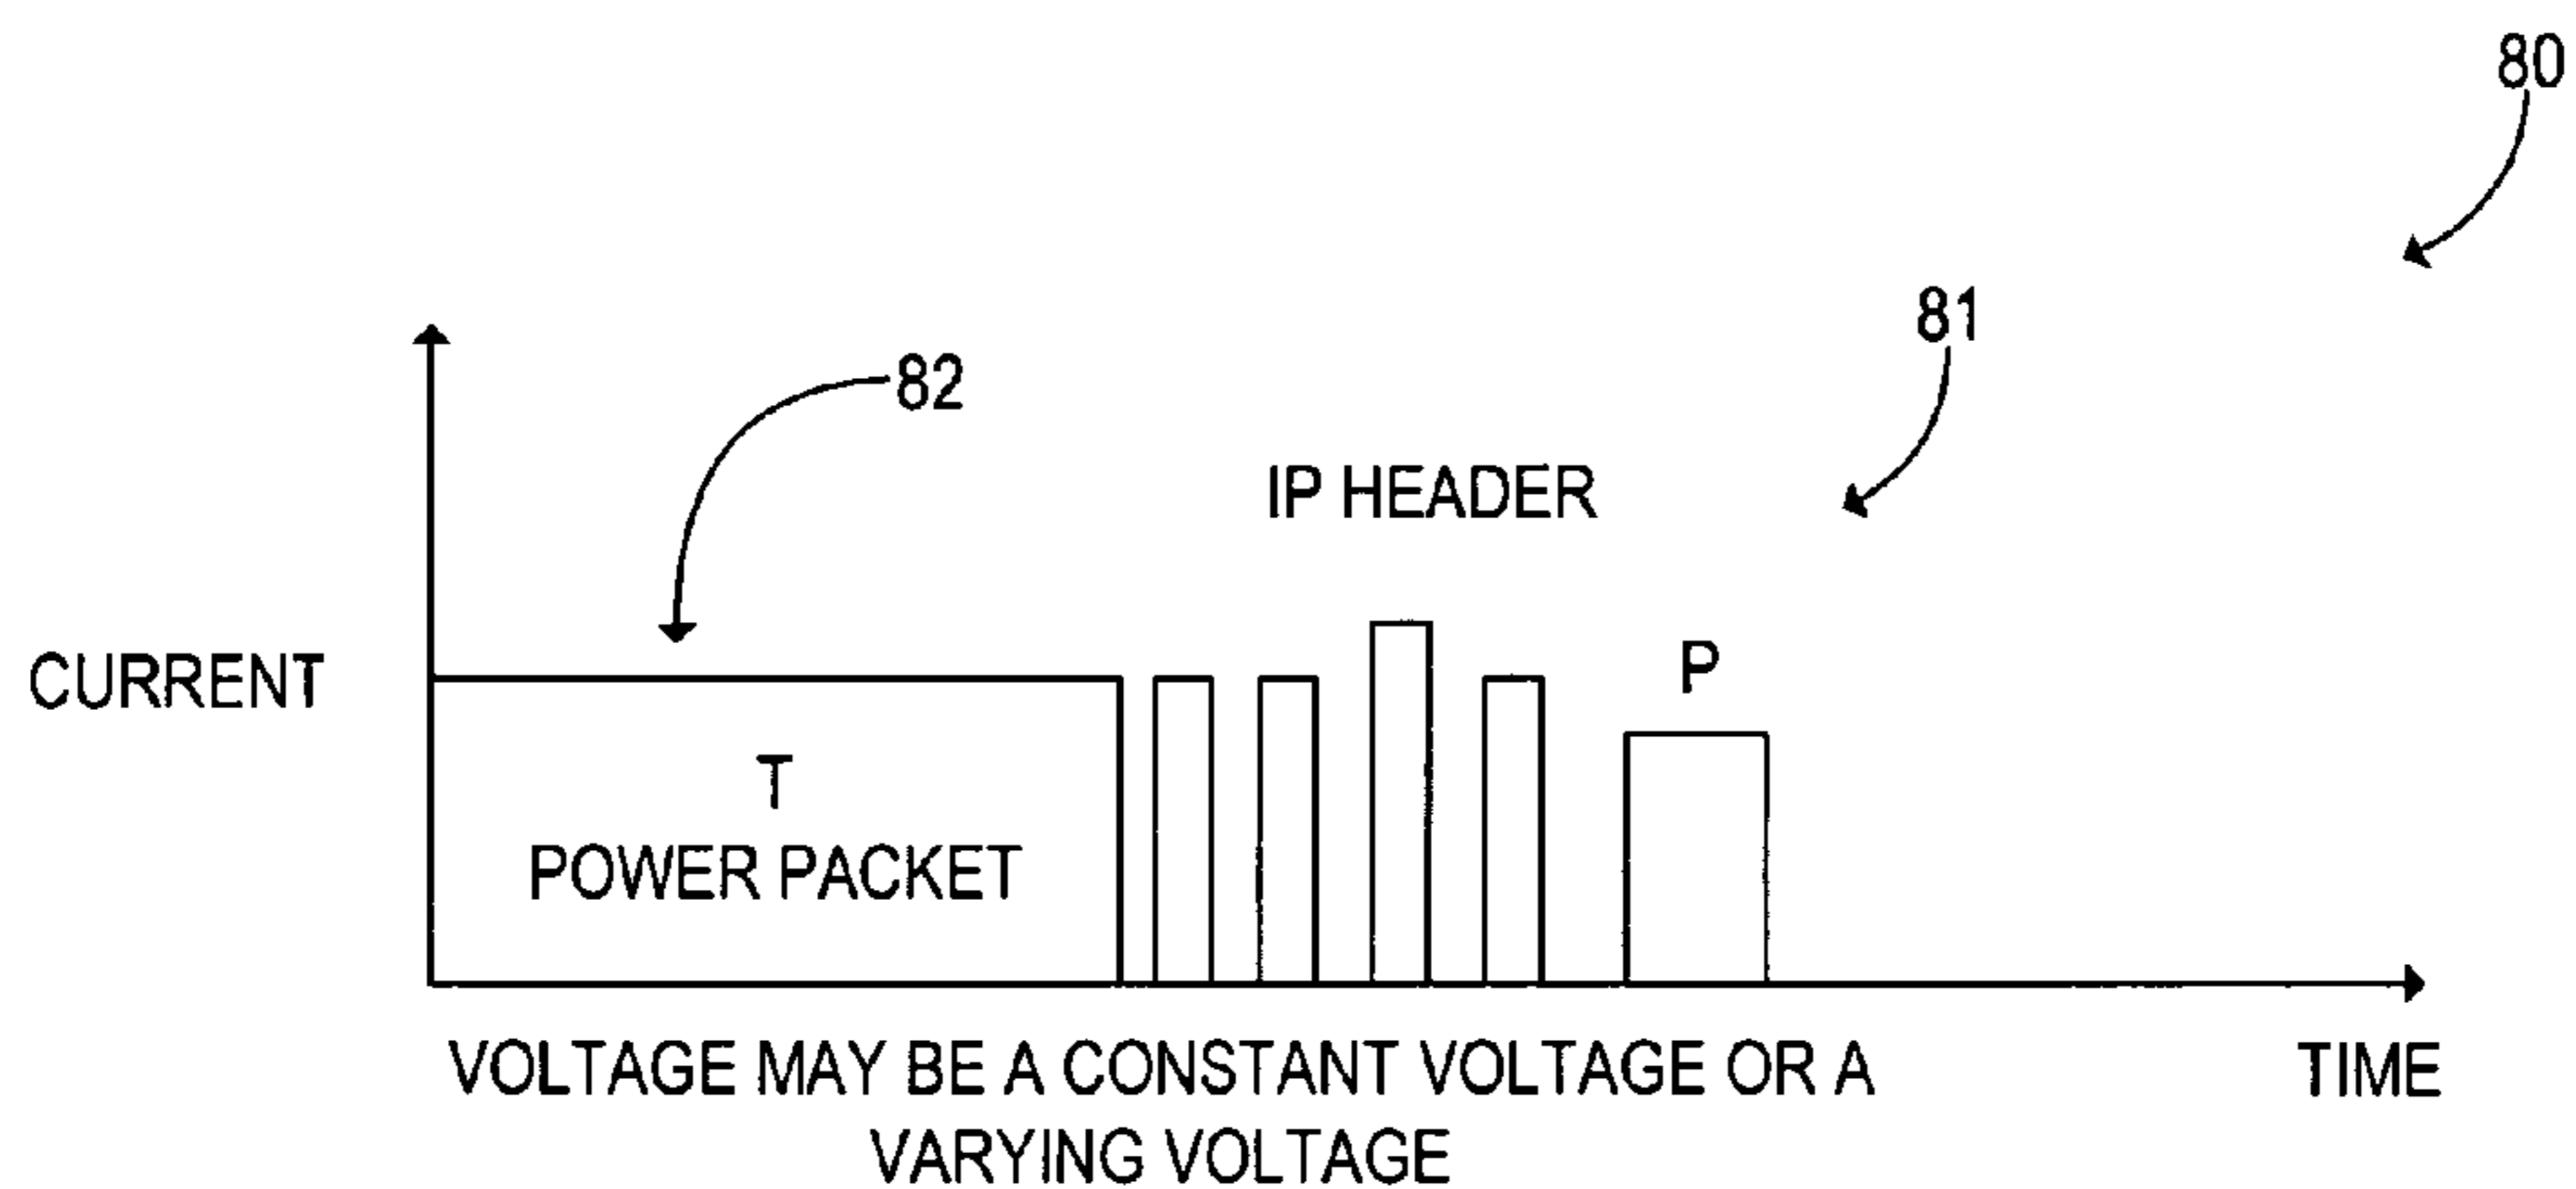 80
81
82
IP HEADER
CURRENT
P
T
POWER PACKET
VOLTAGE MAY BE A CONSTANT VOLTAGE OR A
VARYING VOLTAGE
TIME